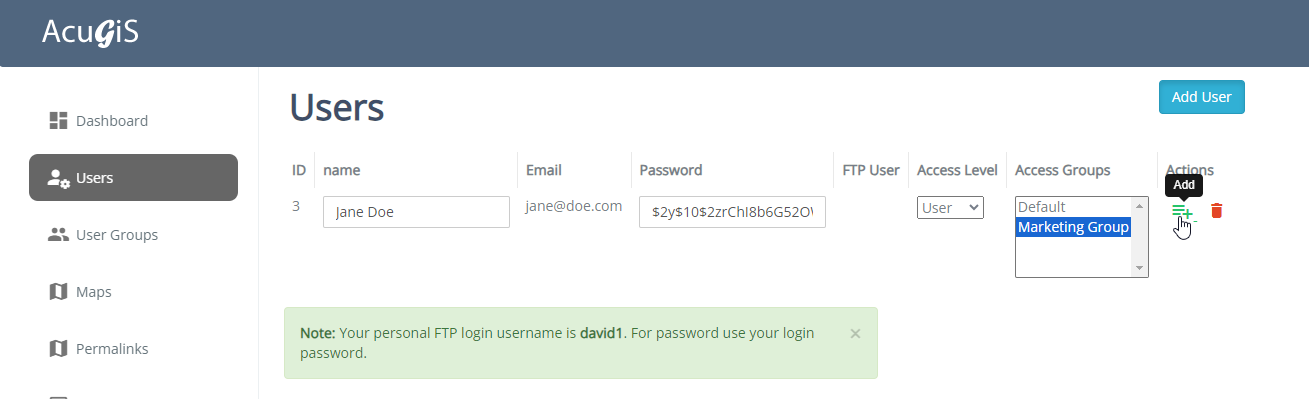 AcuGiS
Users
Add User
Dashboard
Users
User Groups
Maps
Permalinks
ID name Email Password FTP User Access Level Access Groups Actions
Add
3 Jane Doe jane@doe.com $2y$10$2zrChI8b6G52O User Default
Marketing Group
Note: Your personal FTP login username is david1. For password use your login ×
password.